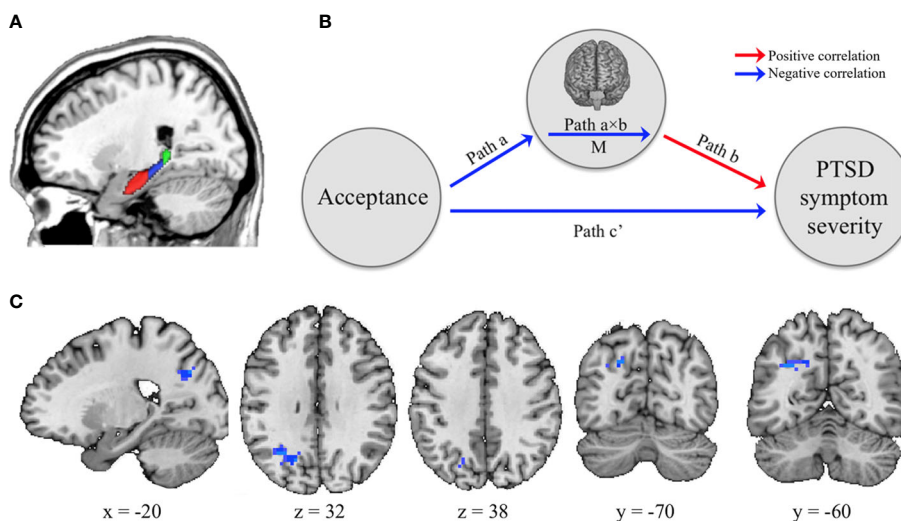 A
B
Positive correlation
Negative correlation
Path a×b
M
Path a
Path b
Acceptance
PTSD
symptom
severity
Path c’
C
x = -20
z = 32
z = 38
y = -70
y = -60